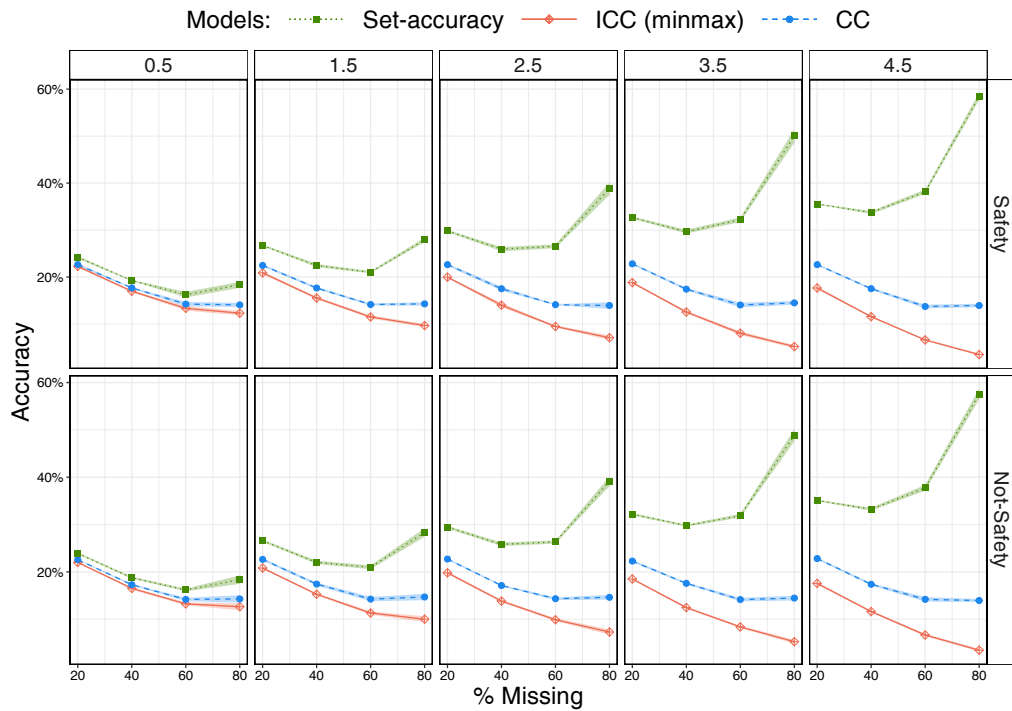 Models: Set-accuracy ICC (minmax) CC
0.5 1.5 2.5 3.5 4.5
60%
40%
20%
Safety
60%
40%
20%
Not-Safety
Accuracy
20 40 60 80 20 40 60 80 20 40 60 80 20 40 60 80 20 40 60 80
% Missing